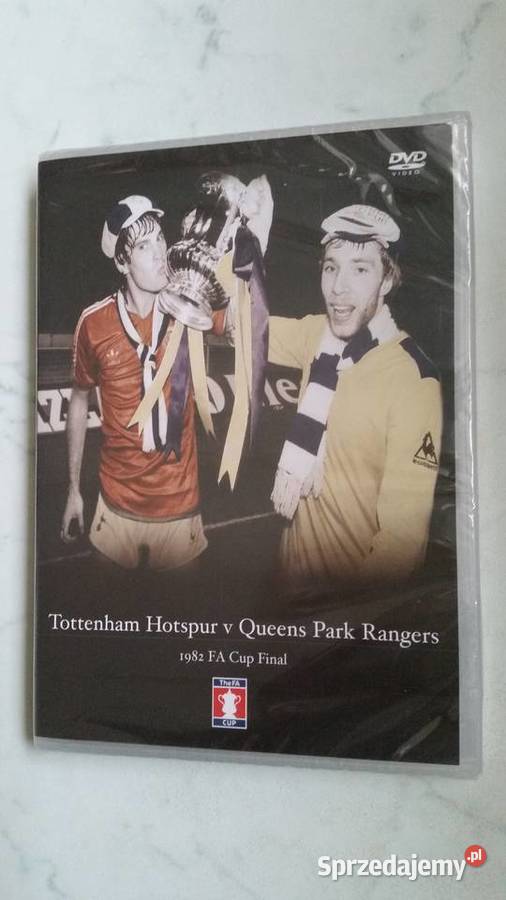 DVD
VIDEO
Tottenham Hotspur v Queens Park Rangers
1982 FA Cup Final
The FA
CUP
Sprzedajemy.pl